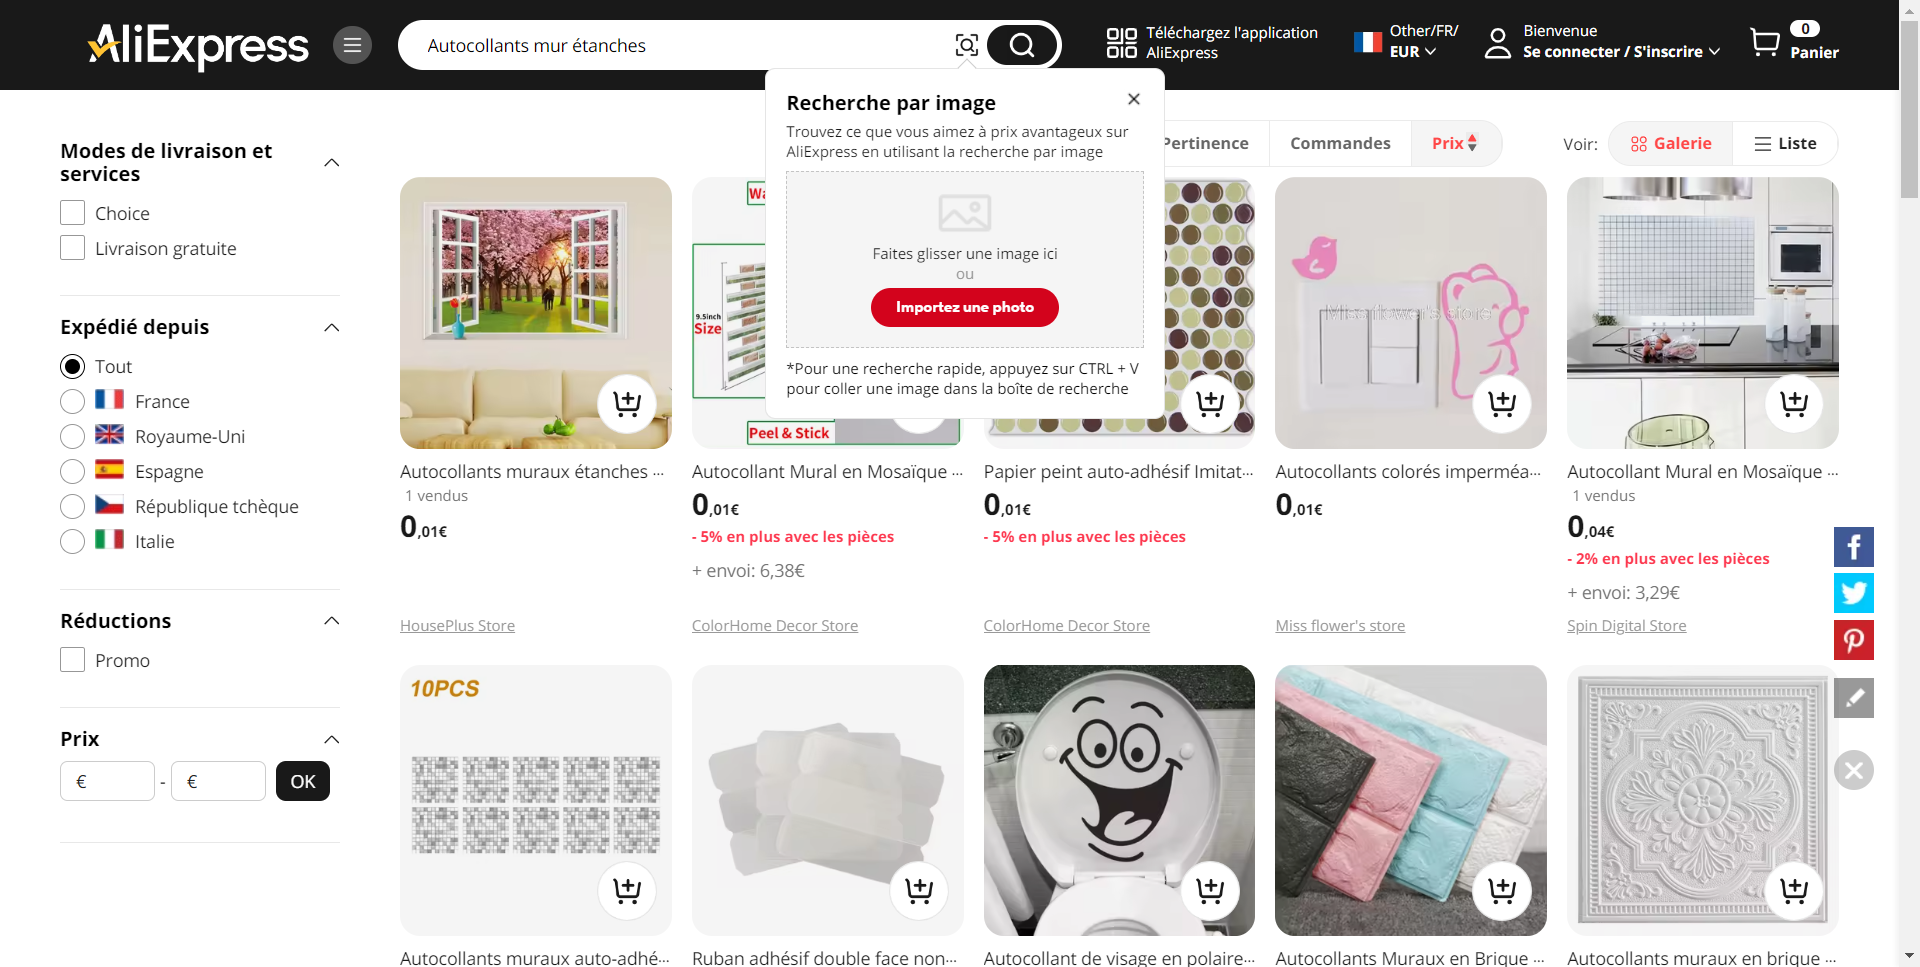 AliExpress
Autocollants mur étanches
Téléchargez l'application
AliExpress
Other/FR/
EUR
Bienvenue
Se connecter / S'inscrire
0
Panier
Recherche par image
Trouvez ce que vous aimez à prix avantageux sur
AliExpress en utilisant la recherche par image
Faites glisser une image ici
ou
Importez une photo
*Pour une recherche rapide, appuyez sur CTRL + V
pour coller une image dans la boîte de recherche
Pertinence
Commandes
Prix
Voir:
Galerie
Liste
Modes de livraison et
services
Choice
Livraison gratuite
Expédié depuis
Tout
France
Royaume-Uni
Espagne
République tchèque
Italie
Réductions
Promo
Prix
€ - € OK
9.5inch
Size
Peel & Stick
Miss flower's store
Autocollants muraux étanches ...
1 vendus
0,01€
HousePlus Store
Autocollant Mural en Mosaïque ...
0,01€
- 5% en plus avec les pièces
+ envoi: 6,38€
ColorHome Decor Store
Papier peint auto-adhésif Imitat...
0,01€
- 5% en plus avec les pièces
ColorHome Decor Store
Autocollants colorés imperméa...
0,01€
Miss flower's store
Autocollant Mural en Mosaïque ...
1 vendus
0,04€
- 2% en plus avec les pièces
+ envoi: 3,29€
Spin Digital Store
10PCS
Autocollants muraux auto-adhé...
Ruban adhésif double face non...
Autocollant de visage en polaire...
Autocollants Muraux en Brique ...
Autocollants muraux en brique ...